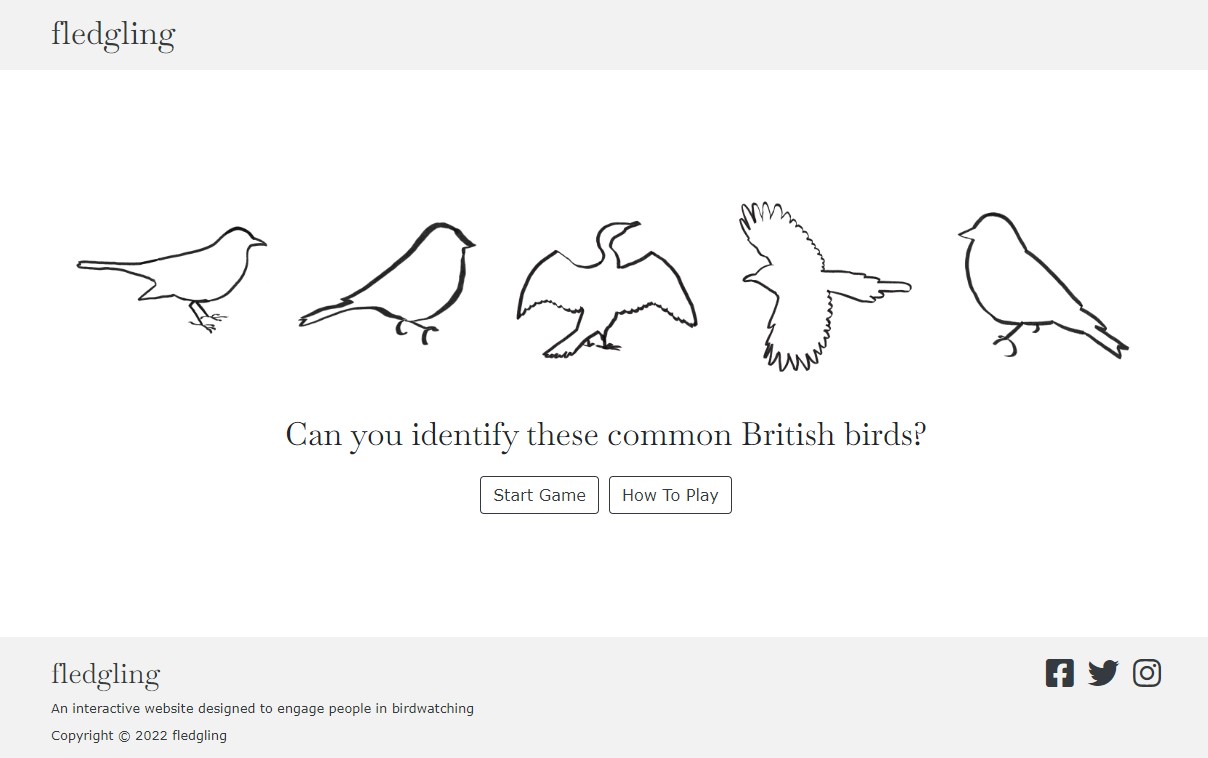 fledgling
Can you identify these common British birds?
Start Game
How To Play
fledgling
An interactive website designed to engage people in birdwatching
Copyright © 2022 fledgling